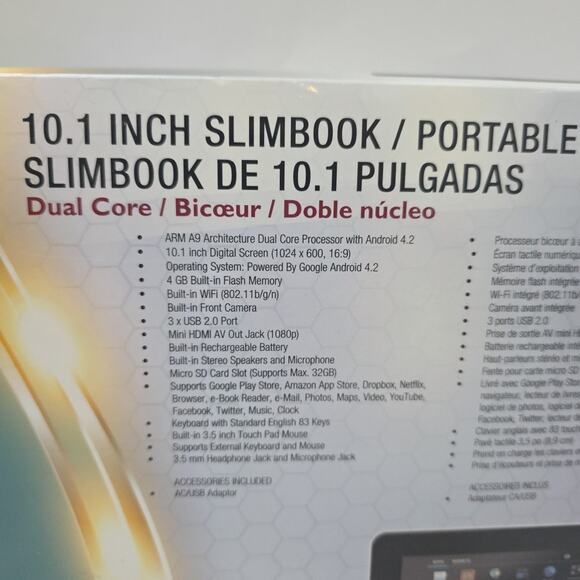 10.1 INCH SLIMBOOK / PORTABLE
SLIMBOOK DE 10.1 PULGADAS
Dual Core / Bicœur / Doble núcleo
• ARM A9 Architecture Dual Core Processor with Android 4.2
• 10.1 inch Digital Screen (1024 x 600, 16:9)
• Operating System: Powered By Google Android 4.2
• 4 GB Built-in Flash Memory
• Built-in WiFi (802.11b/g/n)
• Built-in Front Camera
• 3 x USB 2.0 Port
• Mini HDMI AV Out Jack (1080p)
• Built-in Rechargeable Battery
• Built-in Stereo Speakers and Microphone
• Micro SD Card Slot (Supports Max. 32GB)
• Supports Google Play Store, Amazon App Store, Dropbox, Netflix,
Browser, e-Book Reader, e-Mail, Photos, Maps, Video, YouTube,
Facebook, Twitter, Music, Clock
• Keyboard with Standard English 83 Keys
• Built-in 3.5 inch Touch Pad Mouse
• Supports External Keyboard and Mouse
• 3.5 mm Headphone Jack and Microphone Jack
ACCESSORIES INCLUDED
• AC/USB Adaptor
• Processeur bicœur à
• Écran tactile numérique
• Système d'exploitation
• Mémoire flash intégrée
• Wi-Fi intégré (802.11b
• Caméra avant intégrée
• 3 ports USB 2.0
• Prise de sortie AV mini
• Batterie rechargeable
• Haut-parleurs stéréo et
• Fente pour carte micro SD
• Livré avec Google Play
navigateur, lecteur de
logiciel de photos, logiciel
Facebook, Twitter, lecteur
• Clavier anglais avec 83
• Pavé tactile 3,5 po (8,9 cm)
• Prend en charge les claviers
• Prise d'écouteurs et prise de
ACCESSOIRES INCLUS
• Adaptateur CA/USB